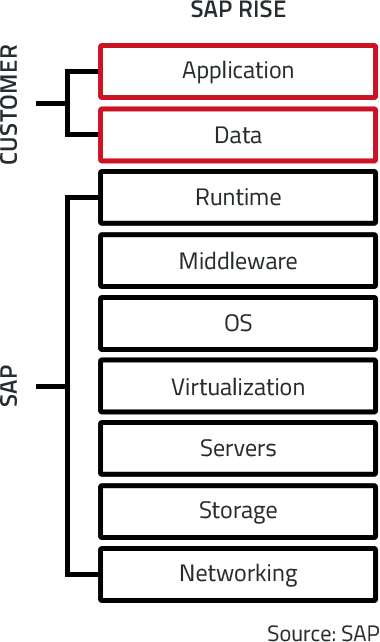 SAP RISE
CUSTOMER
Application
Data
SAP
Runtime
Middleware
OS
Virtualization
Servers
Storage
Networking
Source: SAP